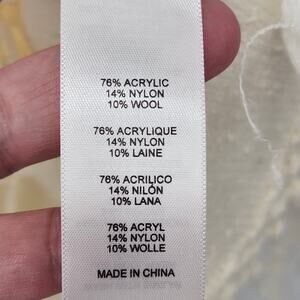 76% ACRYLIC
14% NYLON
10% WOOL
76% ACRYLIQUE
14% NYLON
10% LAINE
76% ACRILICO
14% NILÓN
10% LANA
76% ACRYL
14% NYLON
10% WOLLE
MADE IN CHINA